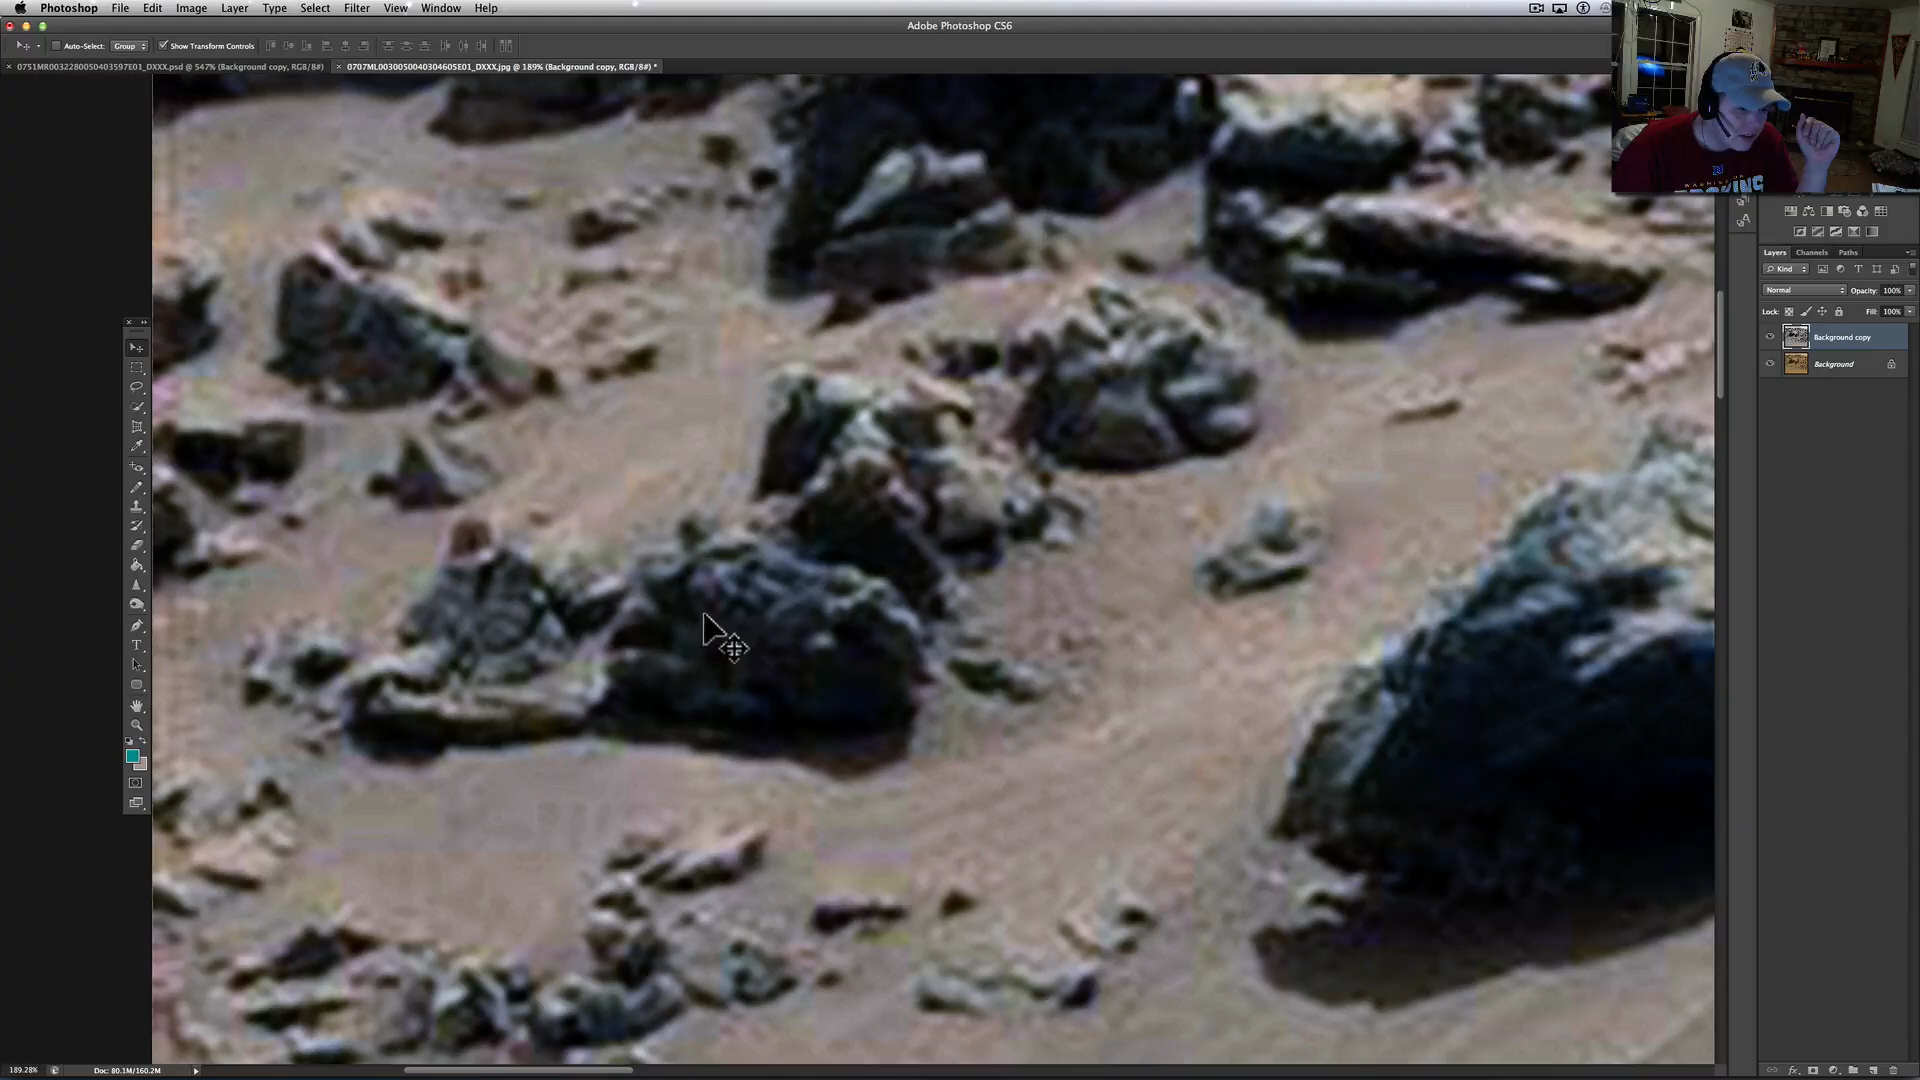 Photoshop File Edit Image Layer Type Select Filter View Window Help
Adobe Photoshop CS6
Auto-Select: Group Show Transform Controls
0751MR0032280050403597E01_DXXX.psd @ 547% (Background copy, RGB/8#)
0707ML0030050040304605E01_DXXX.jpg @ 189% (Background copy, RGB/8#) *
Layers Channels Paths
Kind
Normal Opacity: 100%
Lock: Fill: 100%
Background copy
Background
189.28% Doc: 80.1M/160.2M